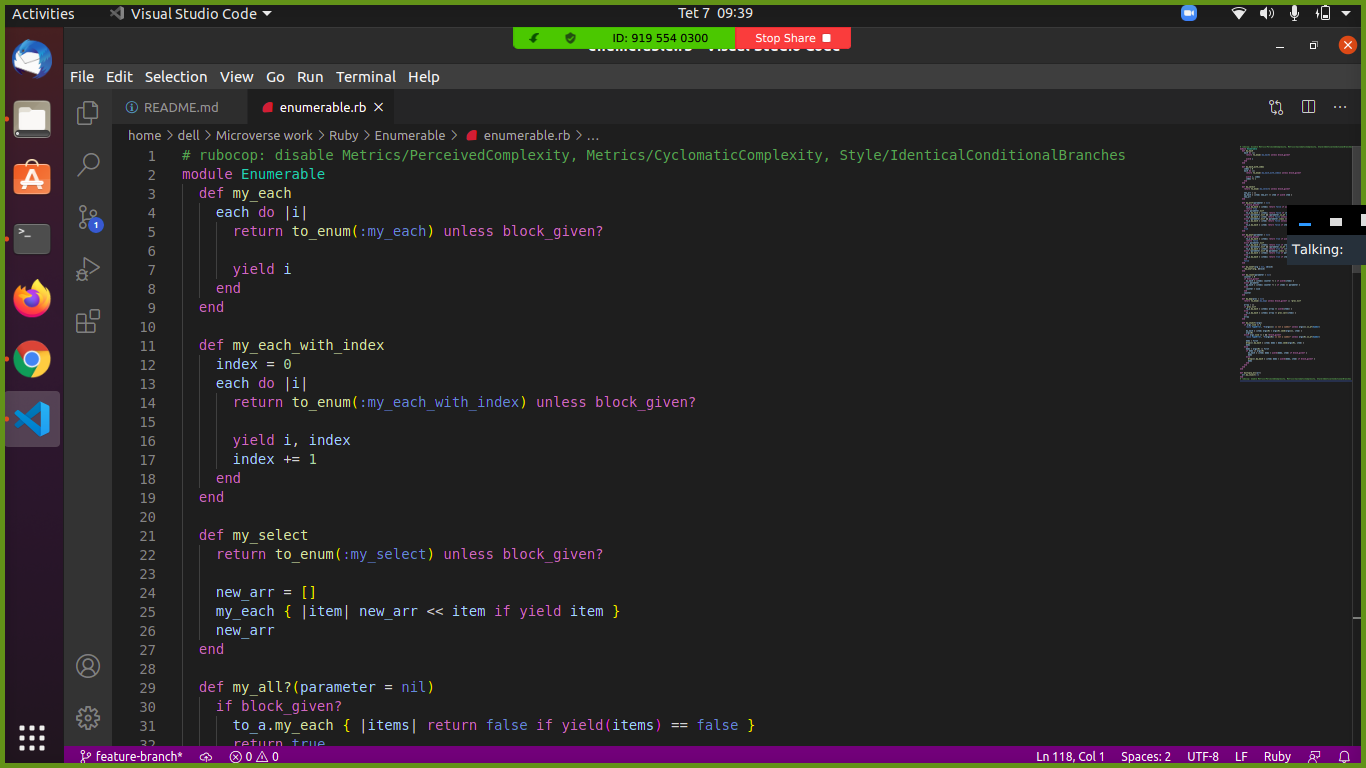 Activities Visual Studio Code Tet 7 09:39
ID: 919 554 0300 Stop Share
File Edit Selection View Go Run Terminal Help
README.md enumerable.rb
home > dell > Microverse work > Ruby > Enumerable > enumerable.rb > ...
1 # rubocop: disable Metrics/PerceivedComplexity, Metrics/CyclomaticComplexity, Style/IdenticalConditionalBranches
2 module Enumerable
3 def my_each
4 each do |i|
5 return to_enum(:my_each) unless block_given?
6
7 yield i
8 end
9 end
10
11 def my_each_with_index
12 index = 0
13 each do |i|
14 return to_enum(:my_each_with_index) unless block_given?
15
16 yield i, index
17 index += 1
18 end
19 end
20
21 def my_select
22 return to_enum(:my_select) unless block_given?
23
24 new_arr = []
25 my_each { |item| new_arr << item if yield item }
26 new_arr
27 end
28
29 def my_all?(parameter = nil)
30 if block_given?
31 to_a.my_each { |items| return false if yield(items) == false }
32 return true
Talking:
1
feature-branch* 0 0 Ln 118, Col 1 Spaces: 2 UTF-8 LF Ruby